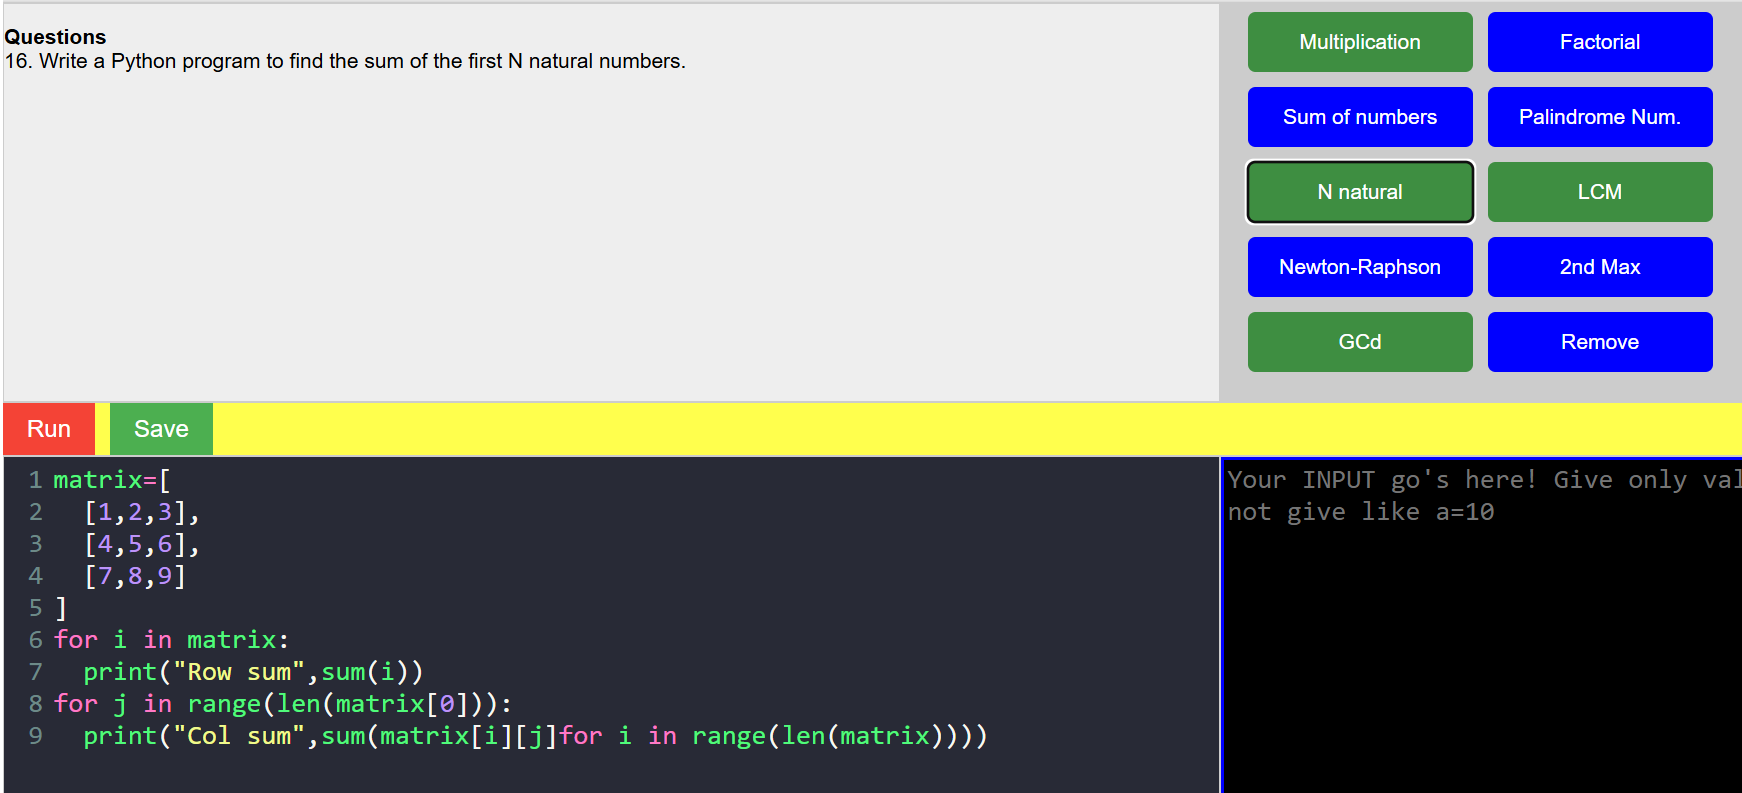 Questions
16. Write a Python program to find the sum of the first N natural numbers.
Multiplication
Factorial
Sum of numbers
Palindrome Num.
N natural
LCM
Newton-Raphson
2nd Max
GCd
Remove
Run
Save
1 matrix=[
2   [1,2,3],
3   [4,5,6],
4   [7,8,9]
5 ]
6 for i in matrix:
7   print("Row sum",sum(i))
8 for j in range(len(matrix[0])):
9   print("Col sum",sum(matrix[i][j]for i in range(len(matrix))))
Your INPUT go's here! Give only
not give like a=10